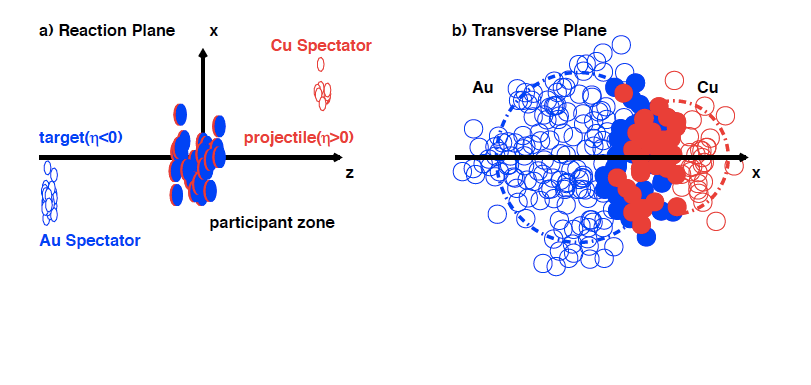 a) Reaction Plane
x
Cu Spectator
target(η<0)
projectile(η>0)
z
participant zone
Au Spectator
b) Transverse Plane
Au
Cu
x